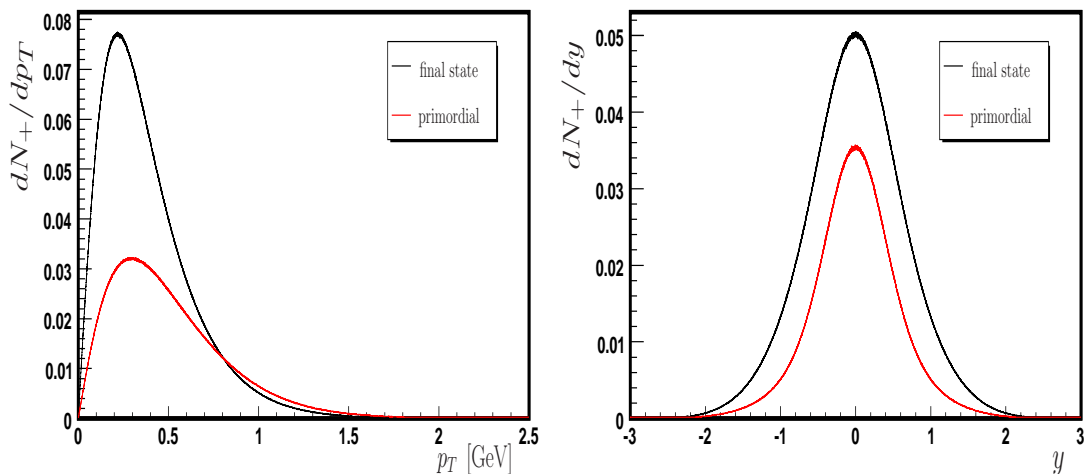 dN+/dpT
0.08
0.07
0.06
0.05
0.04
0.03
0.02
0.01
0
final state
primordial
0 0.5 1 1.5 2 2.5
pT [GeV]
dN+/dy
0.05
0.04
0.03
0.02
0.01
0
final state
primordial
-3 -2 -1 0 1 2 3
y